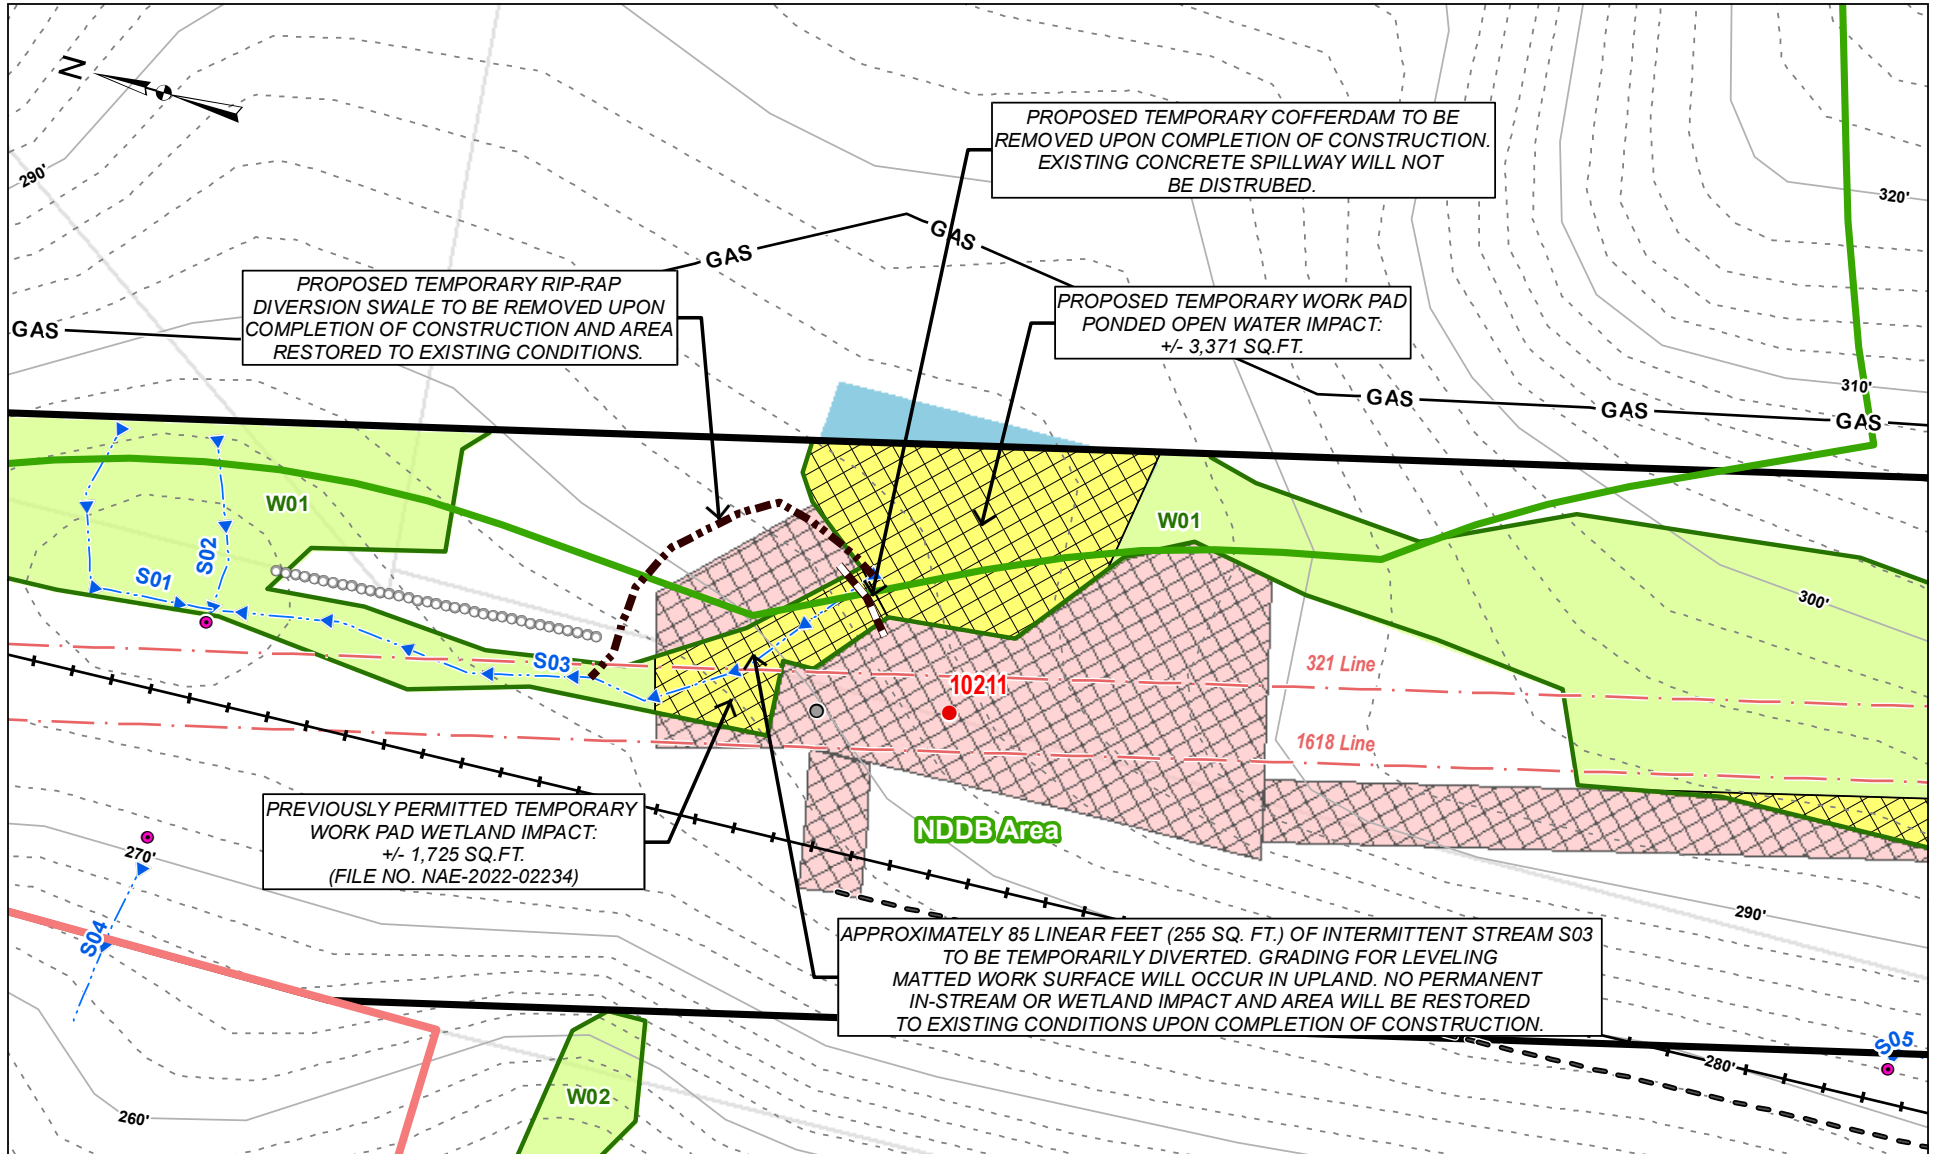 N
290'
PROPOSED TEMPORARY COFFERDAM TO BE
REMOVED UPON COMPLETION OF CONSTRUCTION.
EXISTING CONCRETE SPILLWAY WILL NOT
BE DISTRUBED.
320'
GAS
GAS
PROPOSED TEMPORARY RIP-RAP
DIVERSION SWALE TO BE REMOVED UPON
COMPLETION OF CONSTRUCTION AND AREA
RESTORED TO EXISTING CONDITIONS.
PROPOSED TEMPORARY WORK PAD
PONDED OPEN WATER IMPACT:
+/- 3,371 SQ.FT.
GAS
310'
GAS
GAS
GAS
W01
W01
S02
S01
S03
300'
321 Line
10211
1618 Line
PREVIOUSLY PERMITTED TEMPORARY
WORK PAD WETLAND IMPACT:
+/- 1,725 SQ.FT.
(FILE NO. NAE-2022-02234)
NDDB Area
270'
S04
290'
APPROXIMATELY 85 LINEAR FEET (255 SQ. FT.) OF INTERMITTENT STREAM S03
TO BE TEMPORARILY DIVERTED. GRADING FOR LEVELING
MATTED WORK SURFACE WILL OCCUR IN UPLAND. NO PERMANENT
IN-STREAM OR WETLAND IMPACT AND AREA WILL BE RESTORED
TO EXISTING CONDITIONS UPON COMPLETION OF CONSTRUCTION.
S05
280'
W02
260'